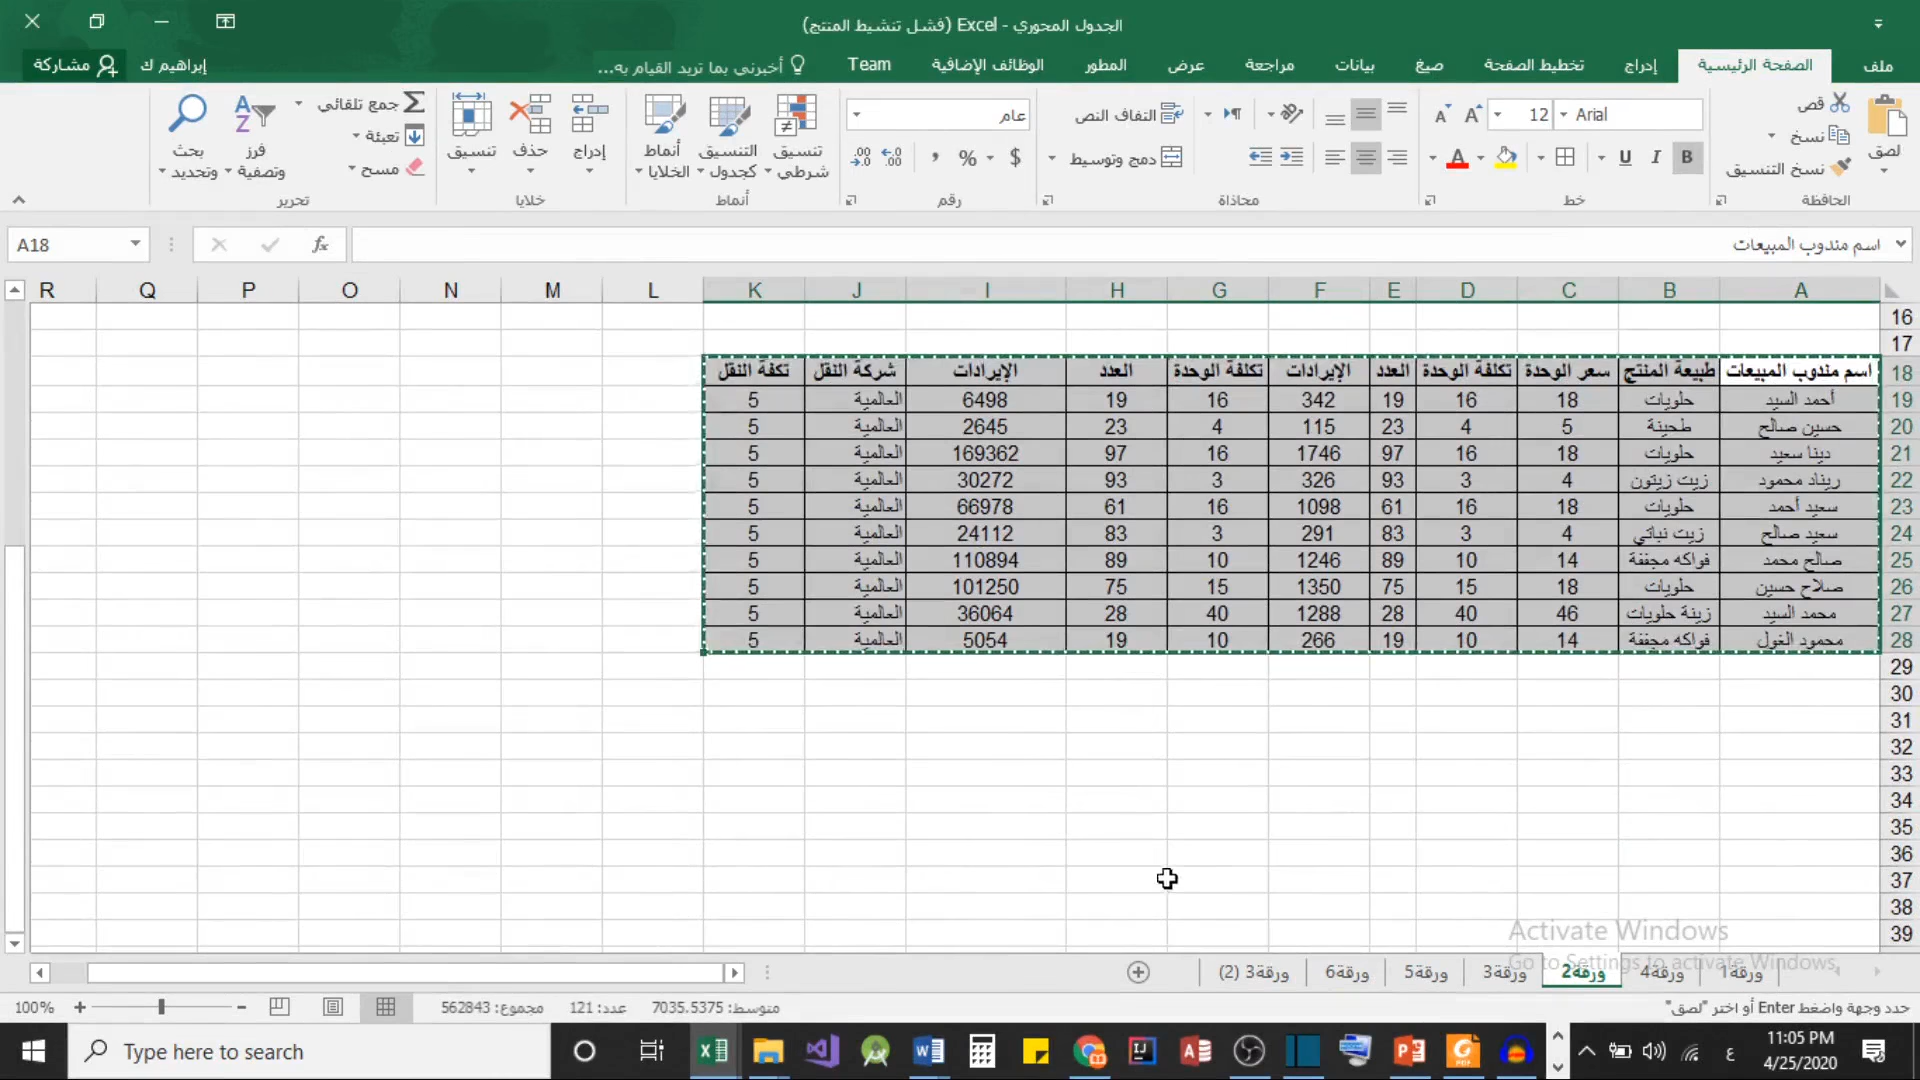 الجدول المحوري - Excel (فشل تنشيط المنتج)
ملف	الصفحة الرئيسية	إدراج	تخطيط الصفحة	صيغ	بيانات	مراجعة	عرض	المطور	الوظائف الإضافية	Team	أخبرني بما تريد القيام به...	إبراهيم ك	مشاركة
لصق	قص	نسخ	نسخ التنسيق
Arial	12	B	I	U
التفاف النص	دمج وتوسيط
عام	$	%
تنسيق شرطي	التنسيق كجدول	أنماط الخلايا
إدراج	حذف	تنسيق
جمع تلقائي	تعبئة	مسح
فرز وتصفية	بحث وتحديد
الحافظة	خط	محاذاة	رقم	أنماط	خلايا	تحرير
A18	fx	اسم مندوب المبيعات
A	B	C	D	E	F	G	H	I	J	K	L	M	N	O	P	Q	R
16
17
18	اسم مندوب المبيعات	طبيعة المنتج	سعر الوحدة	تكلفة الوحدة	العدد	الإيرادات	تكلفة الوحدة	العدد	الإيرادات	شركة النقل	تكفة النقل
19	أحمد السيد	حلويات	18	16	19	342	16	19	6498	العالمية	5
20	حسين صالح	طحينة	5	4	23	115	4	23	2645	العالمية	5
21	دينا سعيد	حلويات	18	16	97	1746	16	97	169362	العالمية	5
22	ريناد محمود	زيت زيتون	4	3	93	326	3	93	30272	العالمية	5
23	سعيد أحمد	حلويات	18	16	61	1098	16	61	66978	العالمية	5
24	سعيد صالح	زيت نباتي	4	3	83	291	3	83	24112	العالمية	5
25	صالح محمد	فواكه مجففة	14	10	89	1246	10	89	110894	العالمية	5
26	صلاح حسين	حلويات	18	15	75	1350	15	75	101250	العالمية	5
27	محمد السيد	زينة حلويات	46	40	28	1288	40	28	36064	العالمية	5
28	محمود الغول	فواكه مجففة	14	10	19	266	10	19	5054	العالمية	5
29
30
31
32
33
34
35
36
37
38
39
Activate Windows
Go to Settings to activate Windows.
ورقة1	ورقة4	ورقة2	ورقة3	ورقة5	ورقة6	ورقة3 (2)
حدد وجهة واضغط Enter أو اختر "لصق"	متوسط: 7035.5375	عدد: 121	مجموع: 562843	100%
Type here to search	ع	11:05 PM
4/25/2020